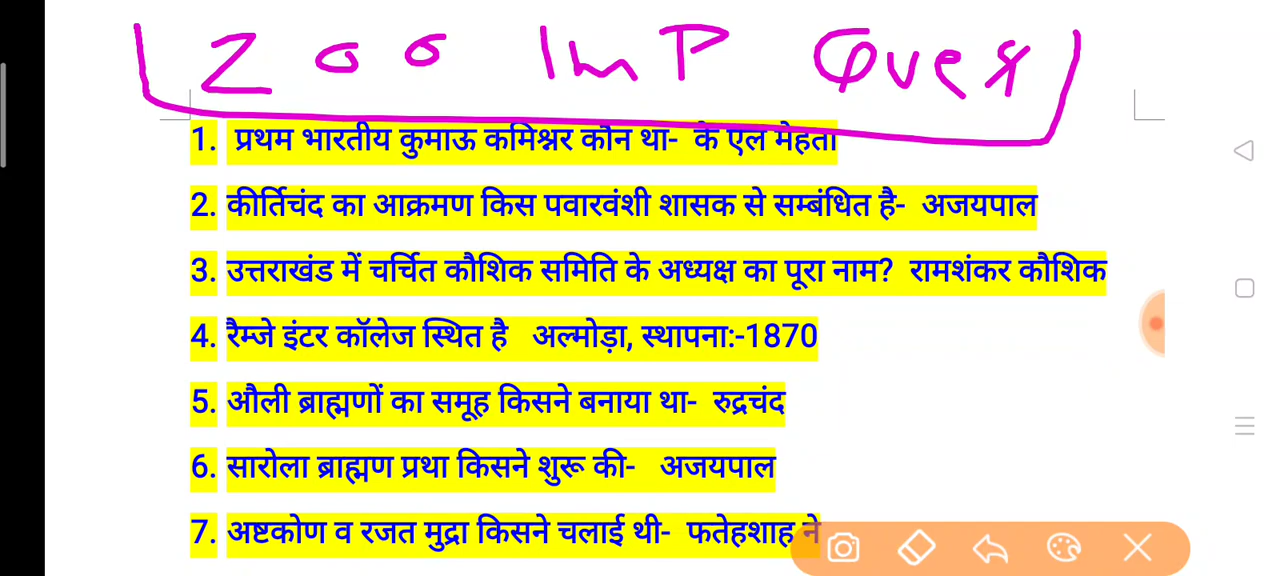 200 Imp Ques
1. प्रथम भारतीय कुमाऊ कमिश्नर कौन था- के एल मेहता
2. कीर्तिचंद का आक्रमण किस पवारवंशी शासक से सम्बंधित है- अजयपाल
3. उत्तराखंड में चर्चित कौशिक समिति के अध्यक्ष का पूरा नाम? रामशंकर कौशिक
4. रैम्जे इंटर कॉलेज स्थित है अल्मोड़ा, स्थापना:-1870
5. औली ब्राह्मणों का समूह किसने बनाया था- रुद्रचंद
6. सारोला ब्राह्मण प्रथा किसने शुरू की- अजयपाल
7. अष्टकोण व रजत मुद्रा किसने चलाई थी- फतेहशाह ने